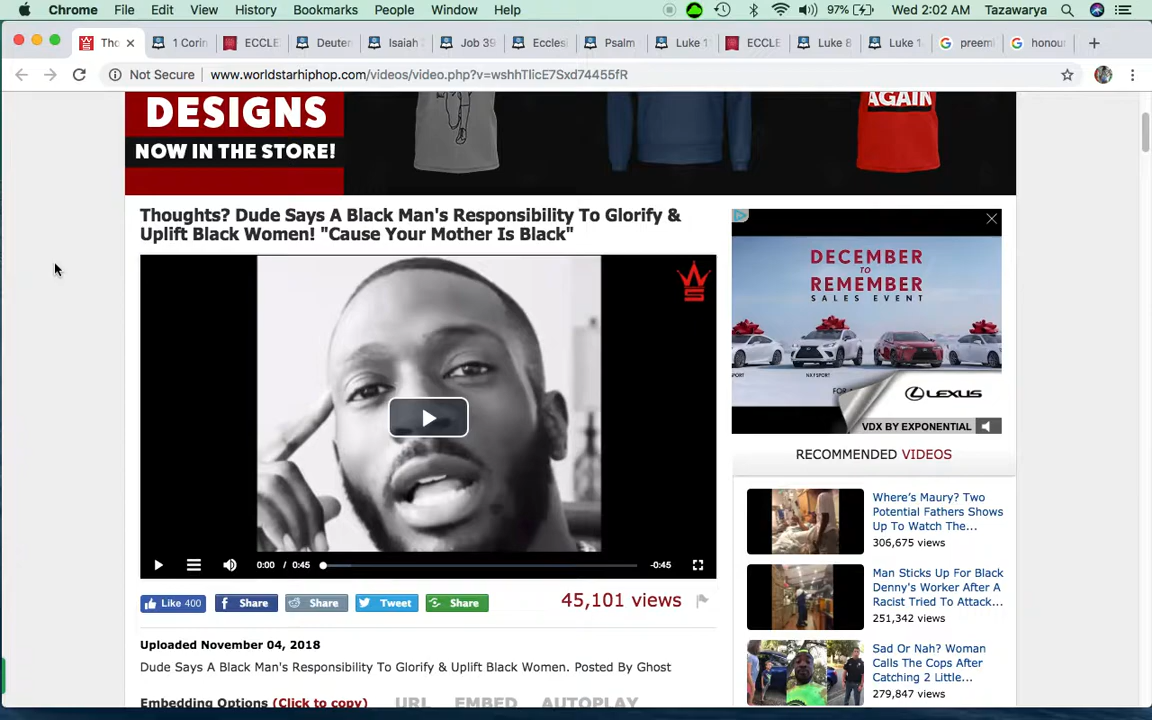 Chrome File Edit View History Bookmarks People Window Help 97% Wed 2:02 AM Tazawarya
Tho 1 Corin ECCLE Deuter Isaiah Job 39 Ecclesi Psalm Luke 1 ECCLE Luke 8 Luke 1 preem honour
Not Secure www.worldstarhiphop.com/videos/video.php?v=wshhTlicE7Sxd74455fR
DESIGNS
NOW IN THE STORE!
AGAIN
Thoughts? Dude Says A Black Man's Responsibility To Glorify &
Uplift Black Women! "Cause Your Mother Is Black"
0:00 / 0:45 -0:45
Like 400 Share Share Tweet Share 45,101 views
Uploaded November 04, 2018
Dude Says A Black Man's Responsibility To Glorify & Uplift Black Women. Posted By Ghost
Embedding Options (Click to copy) URL EMBED AUTOPLAY
DECEMBER
TO
REMEMBER
SALES EVENT
LEXUS
VDX BY EXPONENTIAL
RECOMMENDED VIDEOS
Where's Maury? Two
Potential Fathers Shows
Up To Watch The...
306,675 views
Man Sticks Up For Black
Denny's Worker After A
Racist Tried To Attack...
251,342 views
Sad Or Nah? Woman
Calls The Cops After
Catching 2 Little...
279,847 views